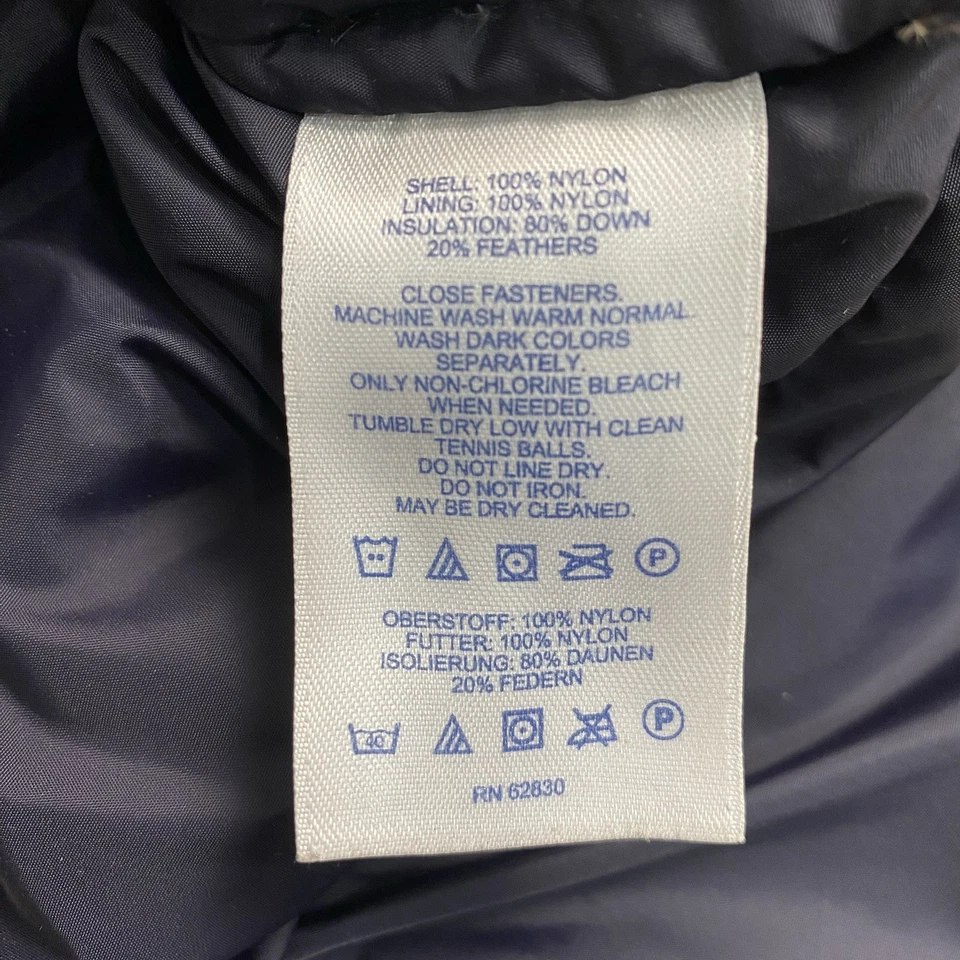 SHELL: 100% NYLON
LINING: 100% NYLON
INSULATION: 80% DOWN
20% FEATHERS
CLOSE FASTENERS.
MACHINE WASH WARM NORMAL.
WASH DARK COLORS
SEPARATELY.
ONLY NON-CHLORINE BLEACH
WHEN NEEDED.
TUMBLE DRY LOW WITH CLEAN
TENNIS BALLS.
DO NOT LINE DRY.
DO NOT IRON.
MAY BE DRY CLEANED.
P
OBERSTOFF: 100% NYLON
FUTTER: 100% NYLON
ISOLIERUNG: 80% DAUNEN
20% FEDERN
40° P
RN 62830